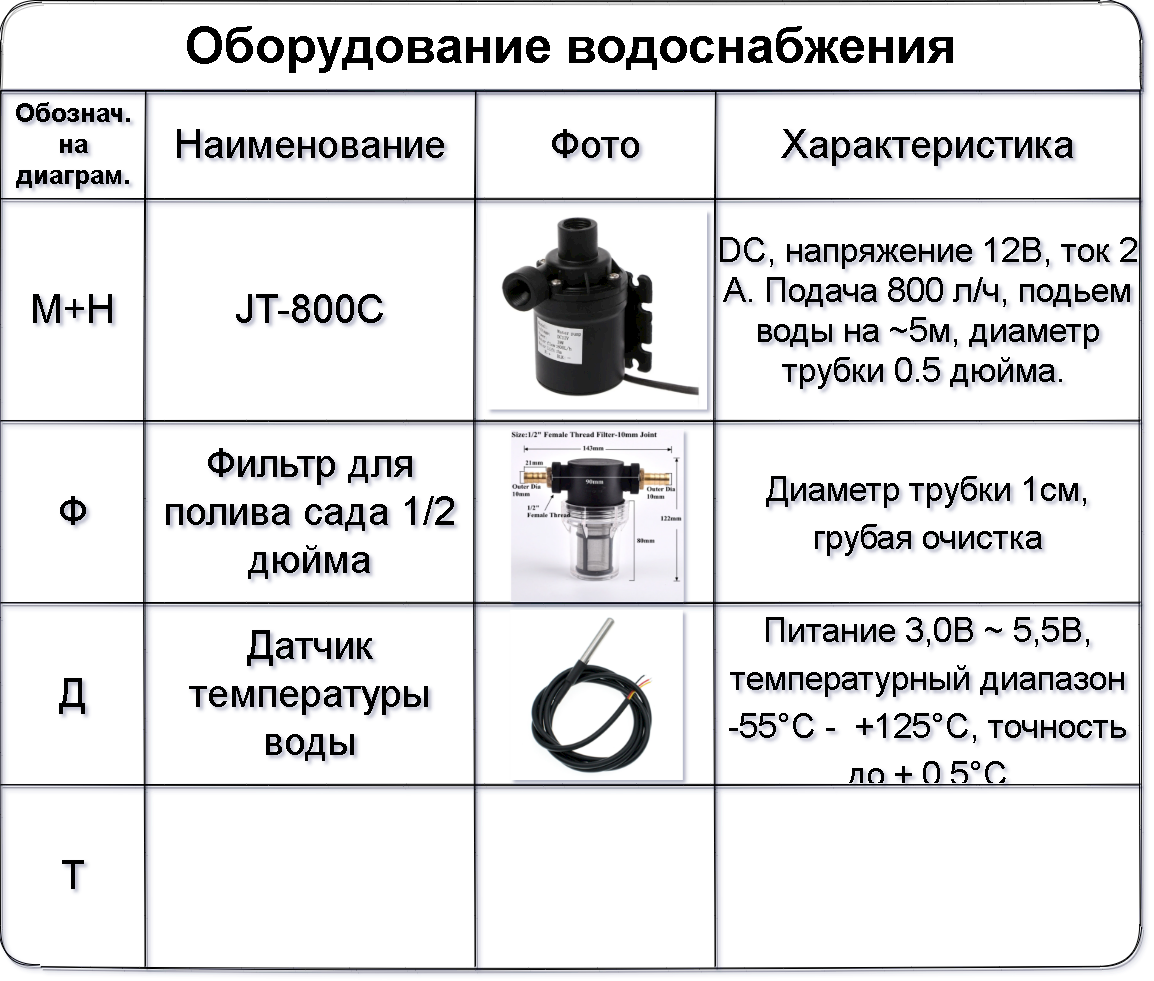 Оборудование водоснабжения
Обознач.
на
диаграм.
Наименование
Фото
Характеристика
М+Н
JT-800C
DC, напряжение 12В, ток 2
А. Подача 800 л/ч, подьем
воды на ~5м, диаметр
трубки 0.5 дюйма.
Ф
Фильтр для
полива сада 1/2
дюйма
Size:1/2" Female Thread Filter-10mm Joint
143mm
21mm
Outer Dia
10mm
90mm
Outer Dia
10mm
1/2"
Female Thread
122mm
80mm
Диаметр трубки 1см,
грубая очистка
Д
Датчик
температуры
воды
Питание 3,0В ~ 5,5В,
температурный диапазон
-55°C - +125°C, точность
до ± 0.5°C
Т